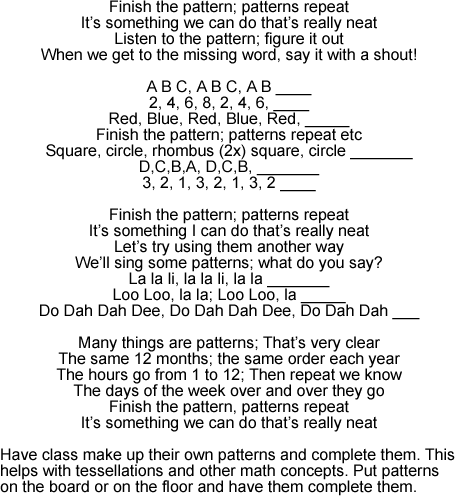 Finish the pattern; patterns repeat
It's something we can do that's really neat
Listen to the pattern; figure it out
When we get to the missing word, say it with a shout!
A B C, A B C, A B ____
2, 4, 6, 8, 2, 4, 6, ____
Red, Blue, Red, Blue, Red, _____
Finish the pattern; patterns repeat etc
Square, circle, rhombus (2x) square, circle _______
D,C,B,A, D,C,B, _______
3, 2, 1, 3, 2, 1, 3, 2 ____
Finish the pattern; patterns repeat
It's something I can do that's really neat
Let's try using them another way
We'll sing some patterns; what do you say?
La la li, la la li, la la _______
Loo Loo, la la; Loo Loo, la _____
Do Dah Dah Dee, Do Dah Dah Dee, Do Dah Dah ___
Many things are patterns; That's very clear
The same 12 months; the same order each year
The hours go from 1 to 12; Then repeat we know
The days of the week over and over they go
Finish the pattern, patterns repeat
It's something we can do that's really neat
Have class make up their own patterns and complete them. This
helps with tessellations and other math concepts. Put patterns
on the board or on the floor and have them complete them.